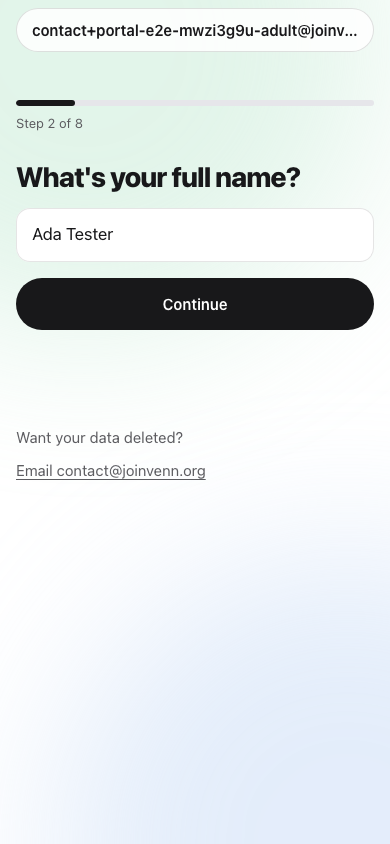 contact+portal-e2e-mwzi3g9u-adult@joinv...
Step 2 of 8
What's your full name?
Ada Tester
Continue
Want your data deleted?
Email contact@joinvenn.org